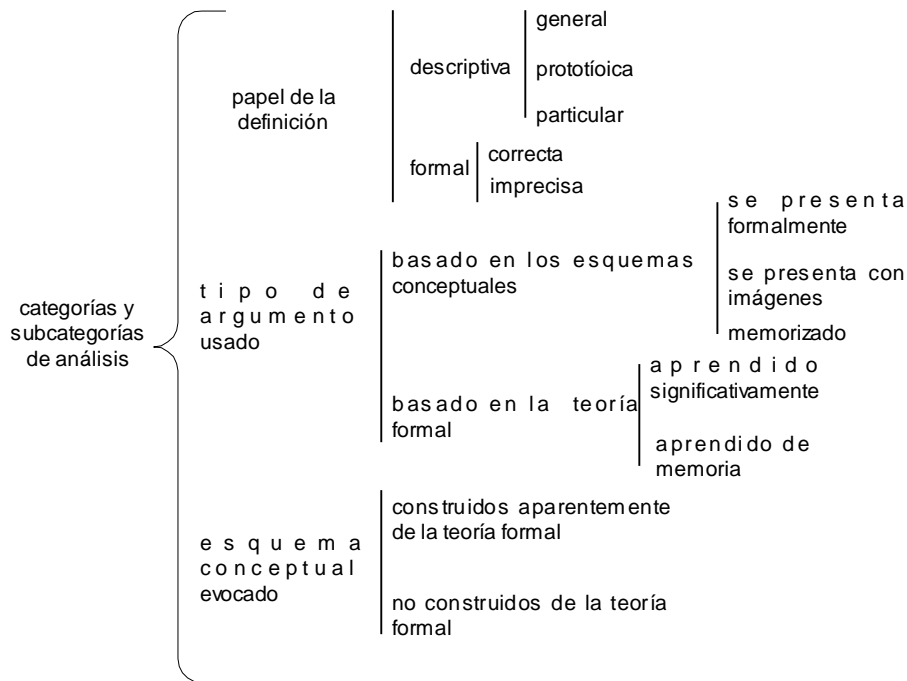 categorías y
subcategorías
de análisis
papel de la
definición
descriptiva
general
prototíoica
particular
formal
correcta
imprecisa
tipo de
argumento
usado
basado en los esquemas
conceptuales
se presenta
formalmente
se presenta con
imágenes
memorizado
basado en la teoría
formal
aprendido
significativamente
aprendido de
memoria
esquema
conceptual
evocado
construidos aparentemente
de la teoría formal
no construidos de la teoría
formal